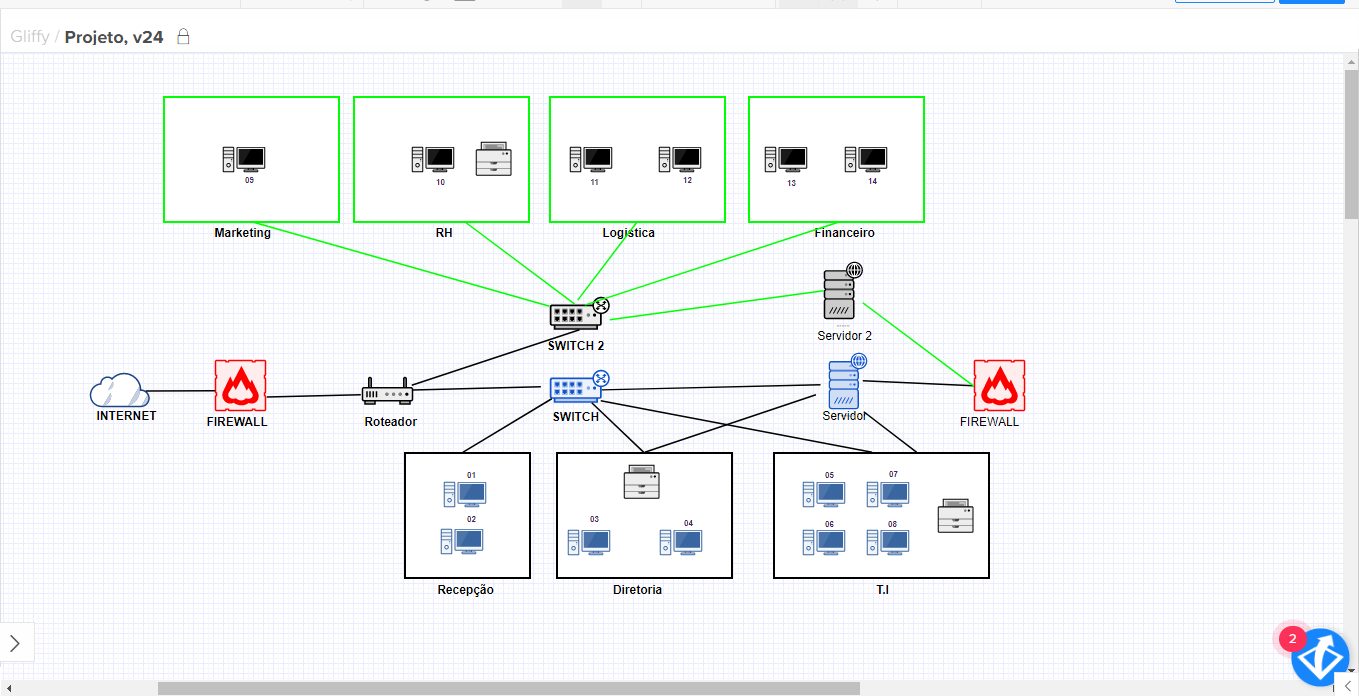 Gliffy / Projeto, v24
09
10
11
12
13
14
Marketing
RH
Logística
Financeiro
SWITCH 2
Servidor 2
INTERNET
FIREWALL
Roteador
SWITCH
Servidor
FIREWALL
01
02
03
04
05
07
06
08
Recepção
Diretoria
T.I
2